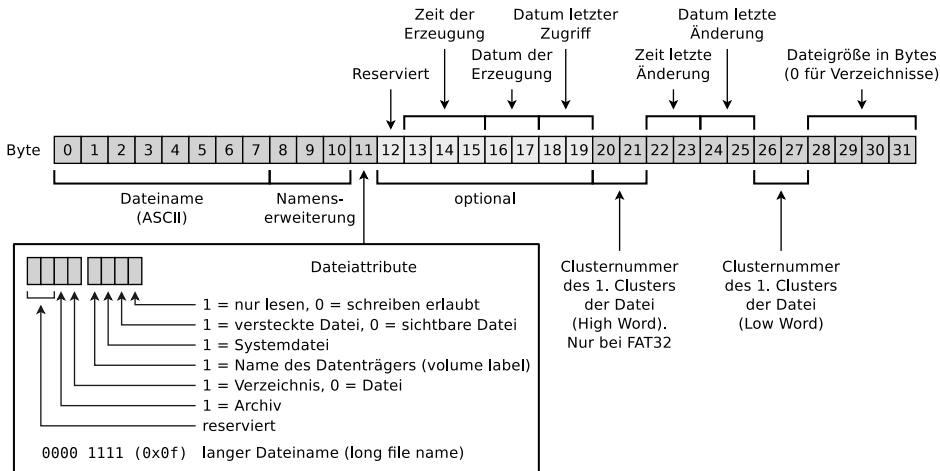 Zeit der
Erzeugung
Datum letzter
Zugriff
Datum letzte
Änderung
Reserviert
Datum der
Erzeugung
Zeit letzte
Änderung
Dateigröße in Bytes
(0 für Verzeichnisse)
Byte 0 1 2 3 4 5 6 7 8 9 10 11 12 13 14 15 16 17 18 19 20 21 22 23 24 25 26 27 28 29 30 31
Dateiname
(ASCII)
Namens-
erweiterung
optional
Clusternummer
des 1. Clusters
der Datei
(High Word).
Nur bei FAT32
Clusternummer
des 1. Clusters
der Datei
(Low Word)
Dateiattribute
1 = nur lesen, 0 = schreiben erlaubt
1 = versteckte Datei, 0 = sichtbare Datei
1 = Systemdatei
1 = Name des Datenträgers (volume label)
1 = Verzeichnis, 0 = Datei
1 = Archiv
reserviert
0000 1111 (0x0f) langer Dateiname (long file name)